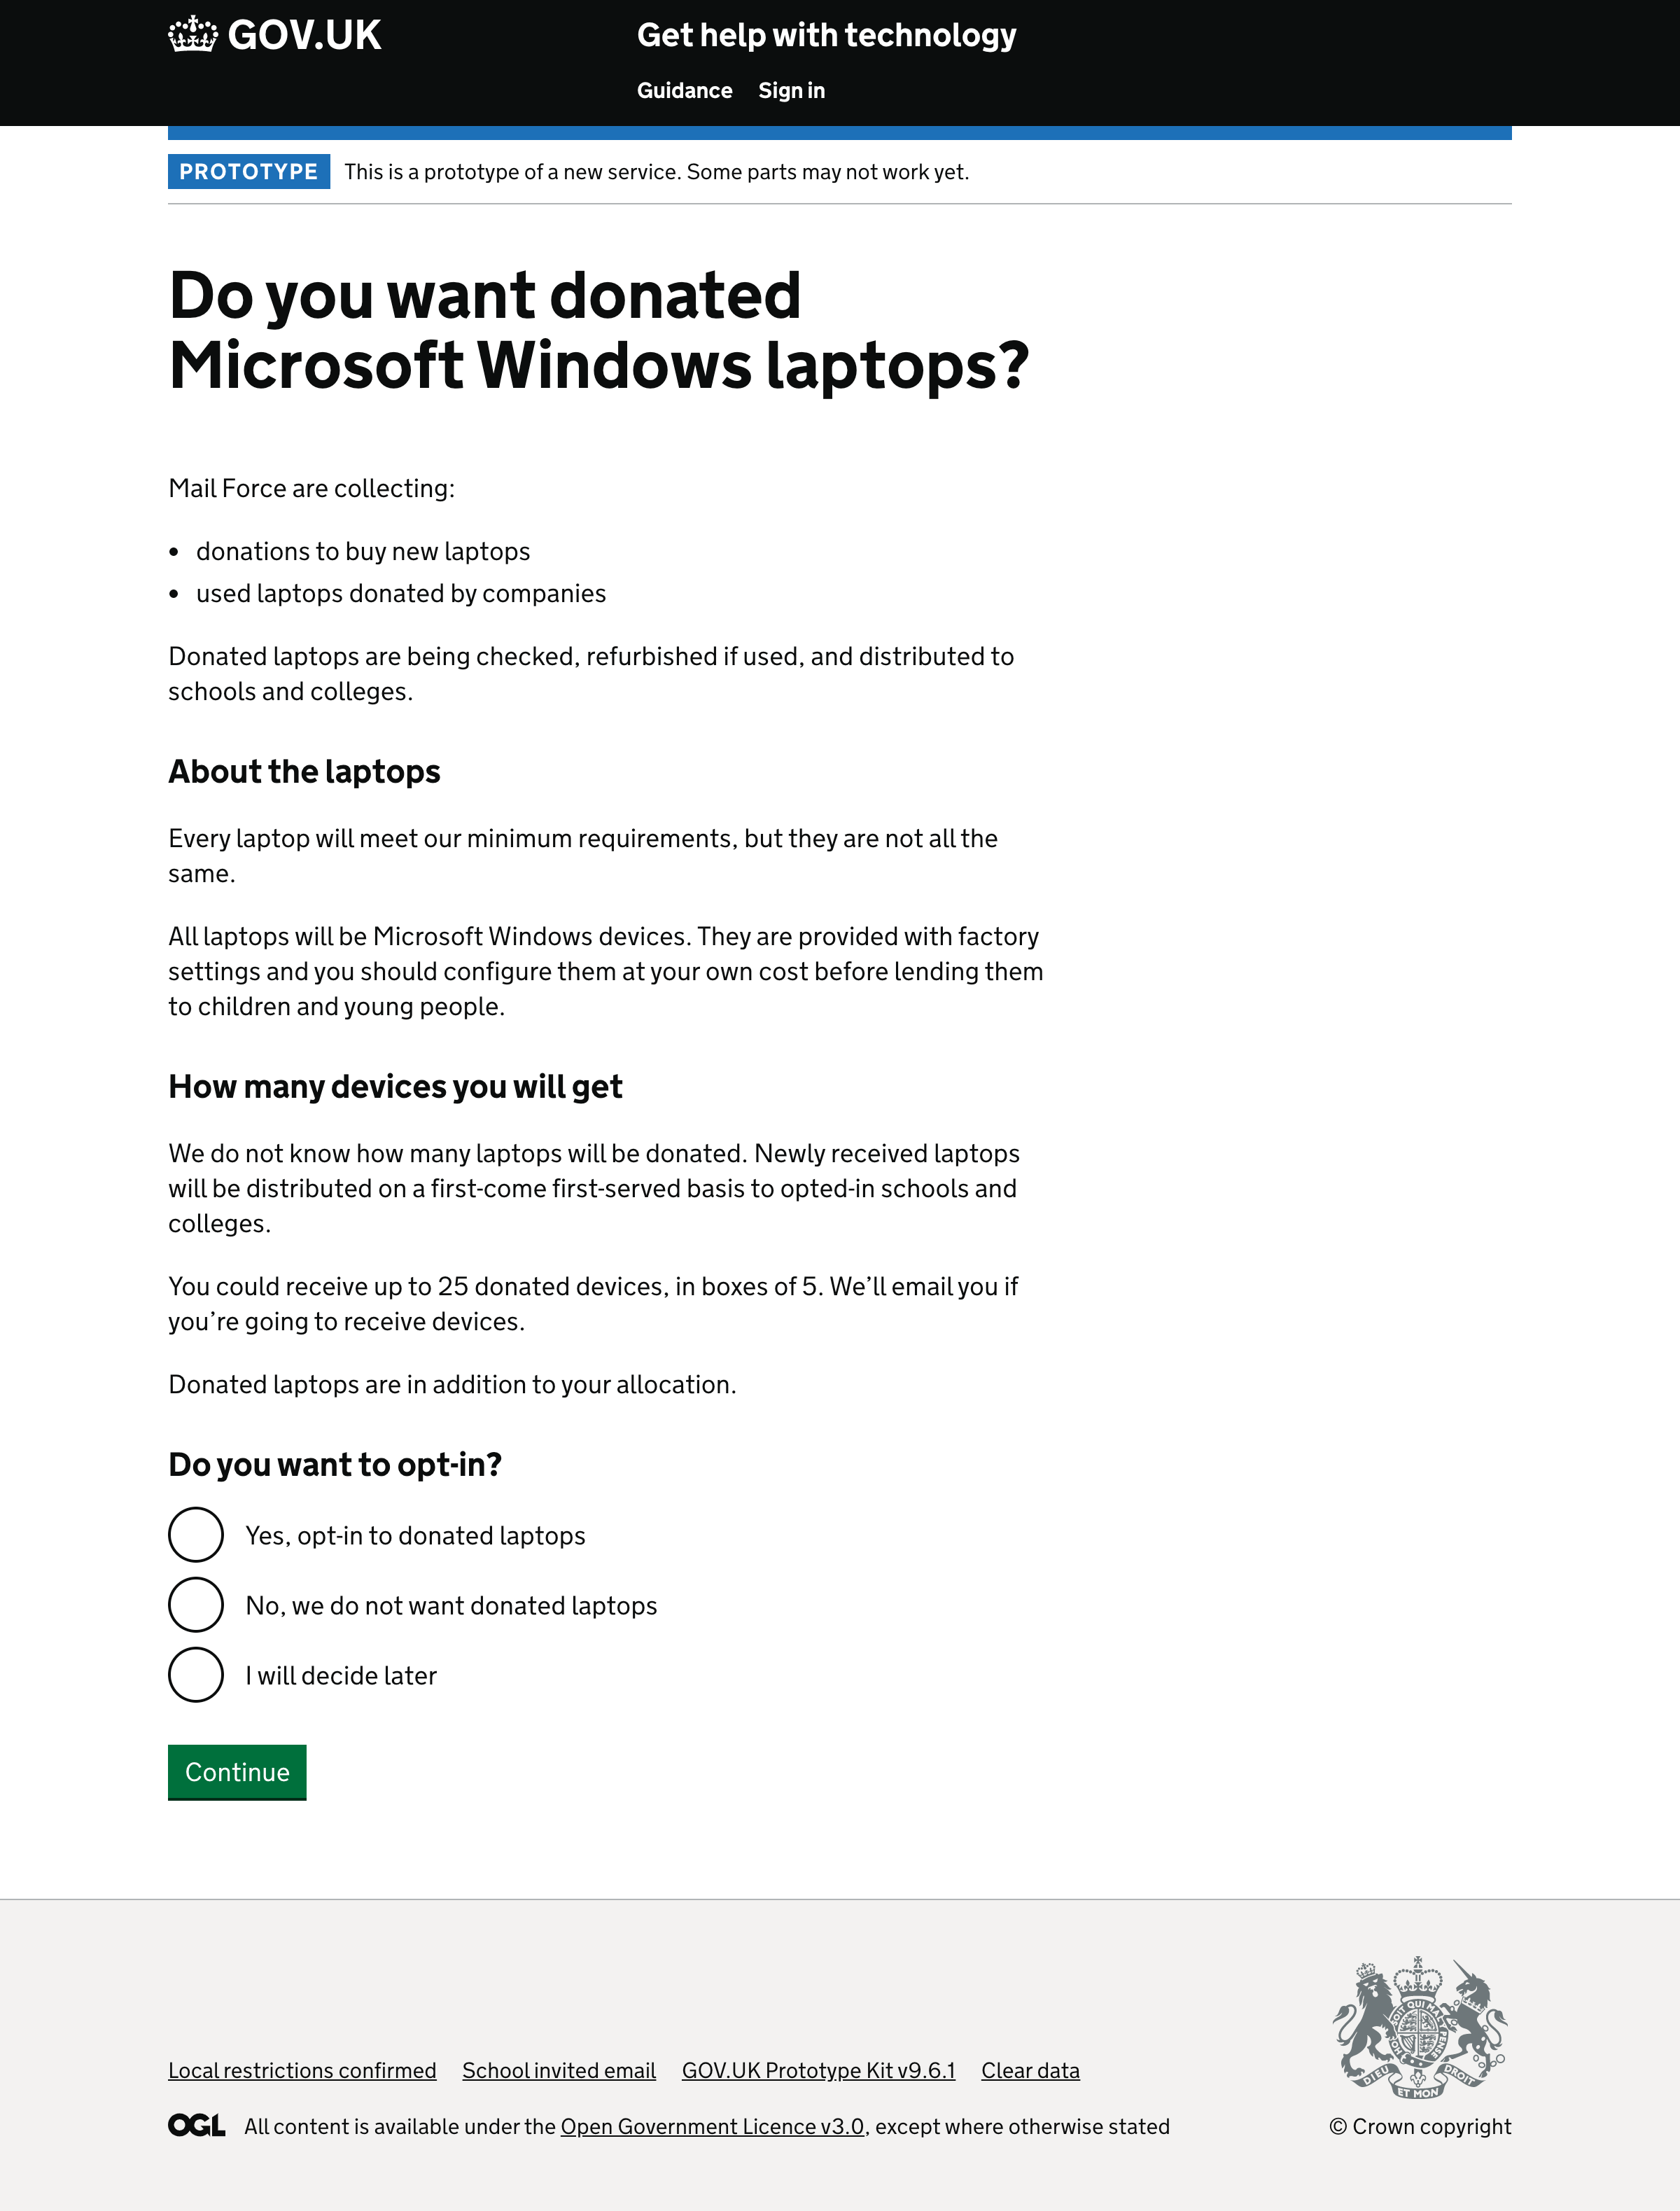 GOV.UK
Get help with technology
Guidance Sign in
PROTOTYPE This is a prototype of a new service. Some parts may not work yet.
Do you want donated
Microsoft Windows laptops?
Mail Force are collecting:
• donations to buy new laptops
• used laptops donated by companies
Donated laptops are being checked, refurbished if used, and distributed to
schools and colleges.
About the laptops
Every laptop will meet our minimum requirements, but they are not all the
same.
All laptops will be Microsoft Windows devices. They are provided with factory
settings and you should configure them at your own cost before lending them
to children and young people.
How many devices you will get
We do not know how many laptops will be donated. Newly received laptops
will be distributed on a first-come first-served basis to opted-in schools and
colleges.
You could receive up to 25 donated devices, in boxes of 5. We’ll email you if
you’re going to receive devices.
Donated laptops are in addition to your allocation.
Do you want to opt-in?
Yes, opt-in to donated laptops
No, we do not want donated laptops
I will decide later
Continue
Local restrictions confirmed School invited email GOV.UK Prototype Kit v9.6.1 Clear data
OGL All content is available under the Open Government Licence v3.0, except where otherwise stated
DIEU ET MON DROIT
© Crown copyright